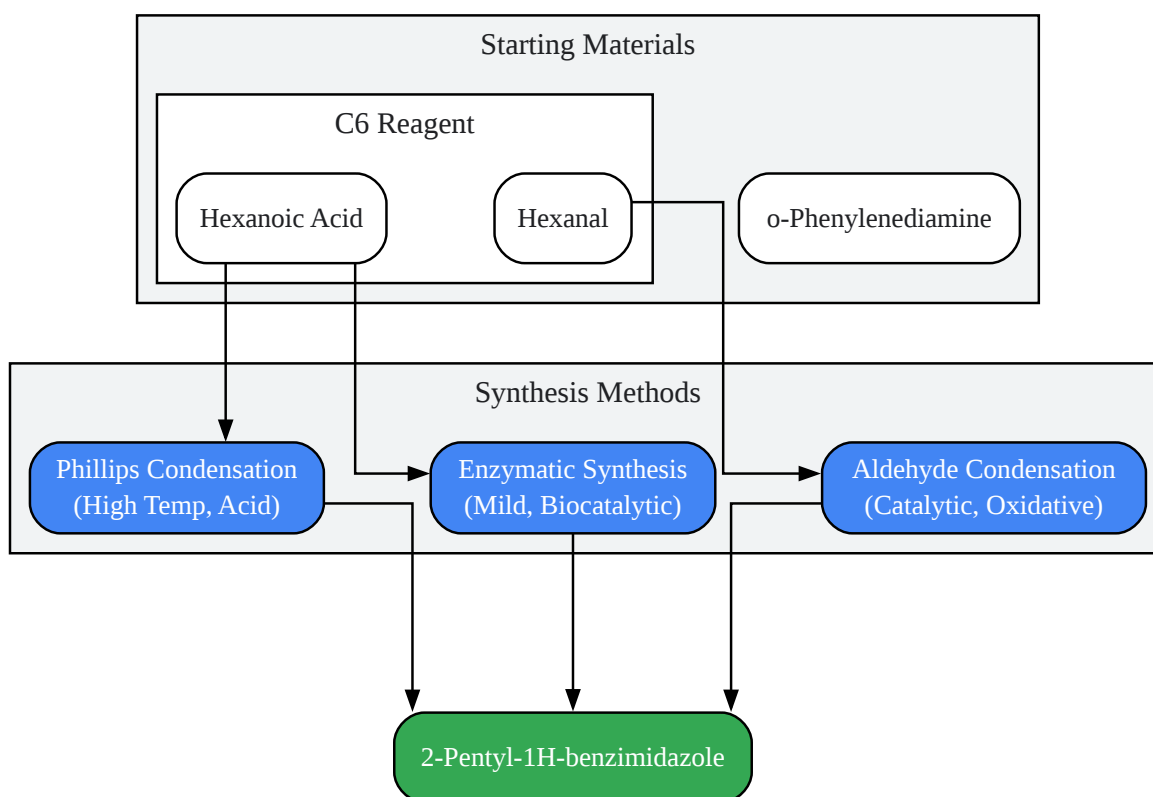 Starting Materials
C6 Reagent
Hexanoic Acid
Hexanal
o-Phenylenediamine
Synthesis Methods
Phillips Condensation
(High Temp, Acid)
Enzymatic Synthesis
(Mild, Biocatalytic)
Aldehyde Condensation
(Catalytic, Oxidative)
2-Pentyl-1H-benzimidazole